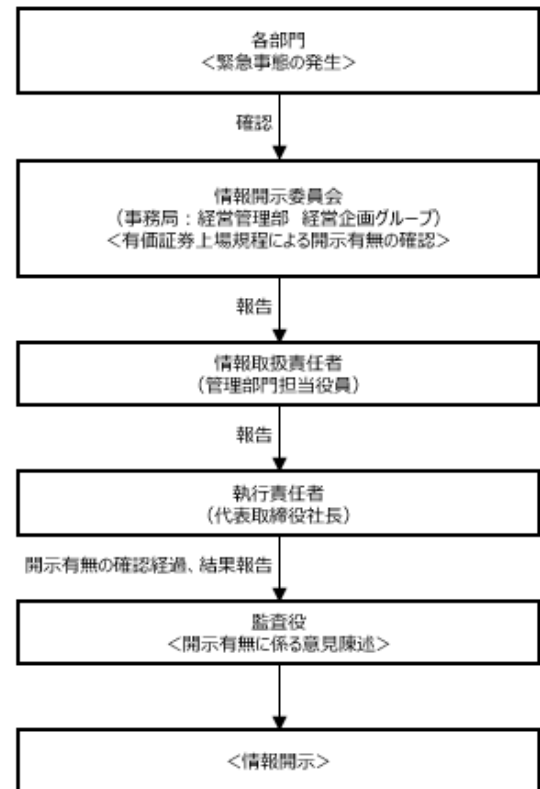 各部門
＜緊急事態の発生＞
確認
情報開示委員会
（事務局：経営管理部　経営企画グループ）
＜有価証券上場規程による開示有無の確認＞
報告
情報取扱責任者
（管理部門担当役員）
報告
執行責任者
（代表取締役社長）
開示有無の確認経過、結果報告
監査役
＜開示有無に係る意見陳述＞
＜情報開示＞